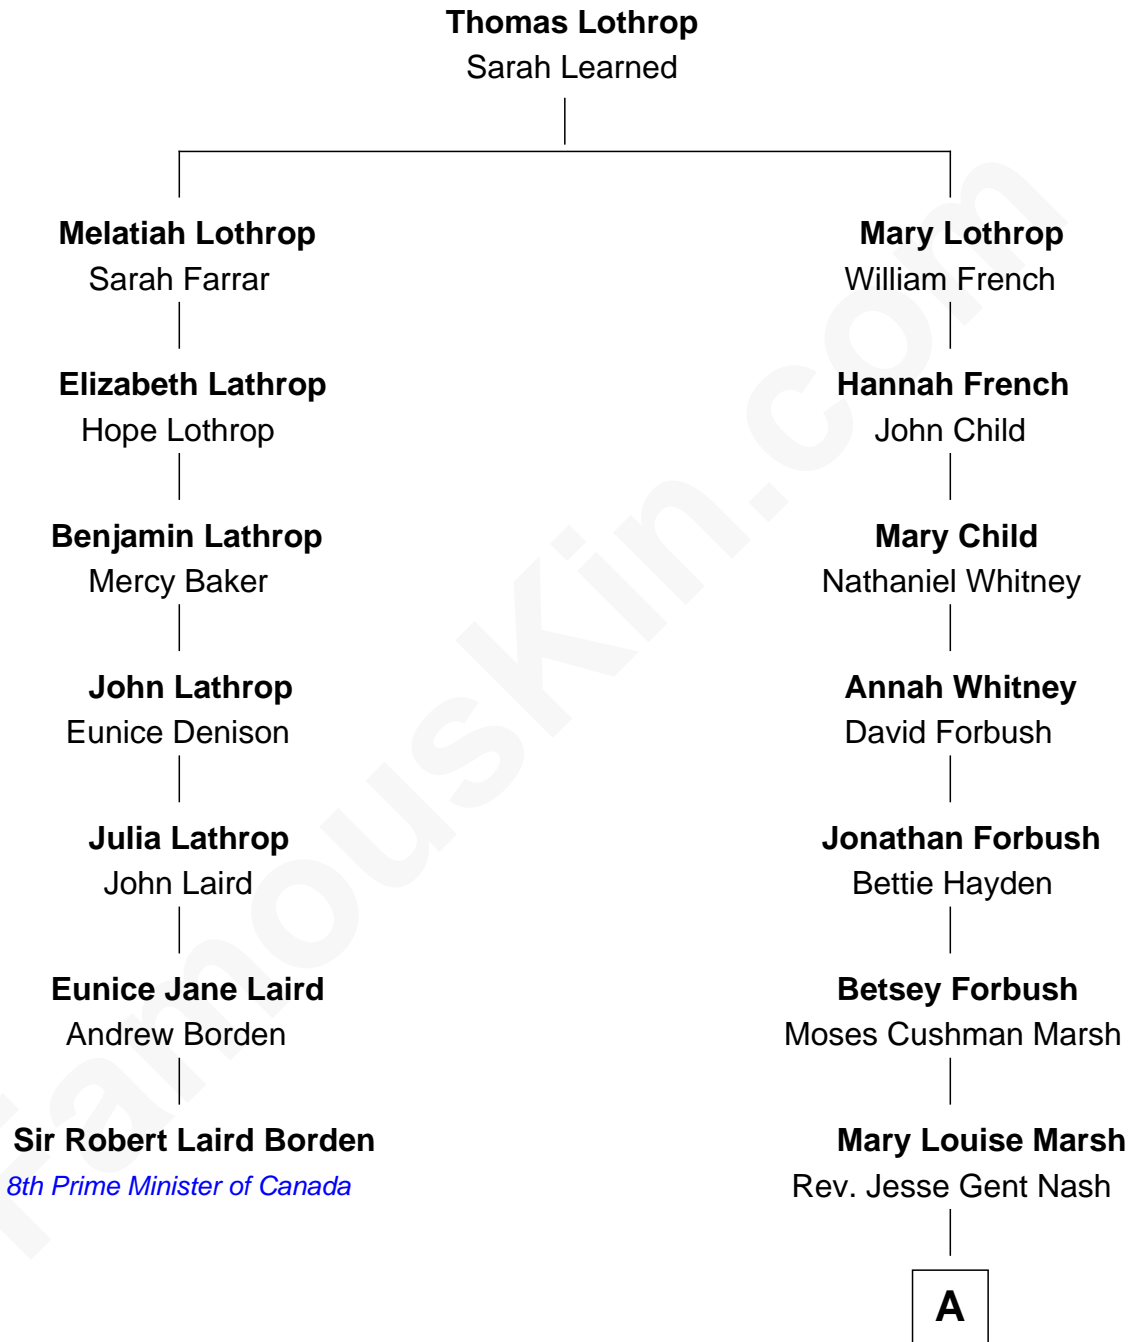 Thomas Lothrop
Sarah Learned
Melatiah Lothrop
Sarah Farrar
Elizabeth Lathrop
Hope Lothrop
Benjamin Lathrop
Mercy Baker
John Lathrop
Eunice Denison
Julia Lathrop
John Laird
Eunice Jane Laird
Andrew Borden
Sir Robert Laird Borden
8th Prime Minister of Canada
Mary Lothrop
William French
Hannah French
John Child
Mary Child
Nathaniel Whitney
Annah Whitney
David Forbush
Jonathan Forbush
Bettie Hayden
Betsey Forbush
Moses Cushman Marsh
Mary Louise Marsh
Rev. Jesse Gent Nash
A
FamousKin.com